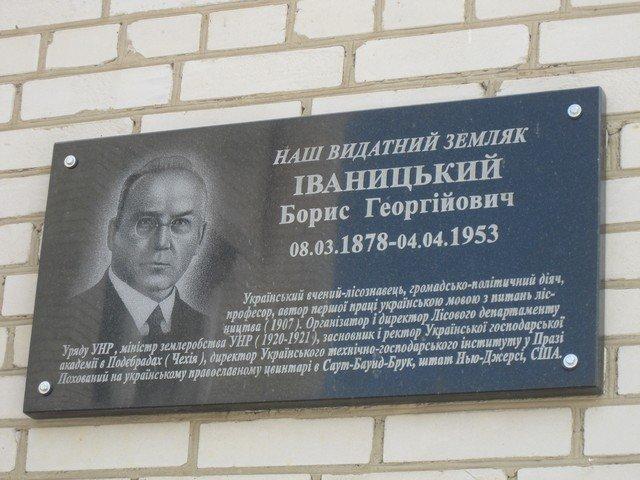 НАШ ВИДАТНИЙ ЗЕМЛЯК
ІВАНИЦЬКИЙ
Борис Георгійович
08.03.1878-04.04.1953
Український вчений-лісознавець, громадсько-політичний діяч,
професор, автор першої праці українською мовою з питань ліс-
ництва ( 1907). Організатор і директор Лісового департаменту
Уряду УНР, міністр землеробства УНР ( 1920-1921), засновник і ректор Української господарської
академії в Подебрадах ( Чехія ), директор Українського технічно-господарського інституту у Празі
Похований на українському православному цвинтарі в Саут-Баунд-Брук, штат Нью-Джерсі, США.